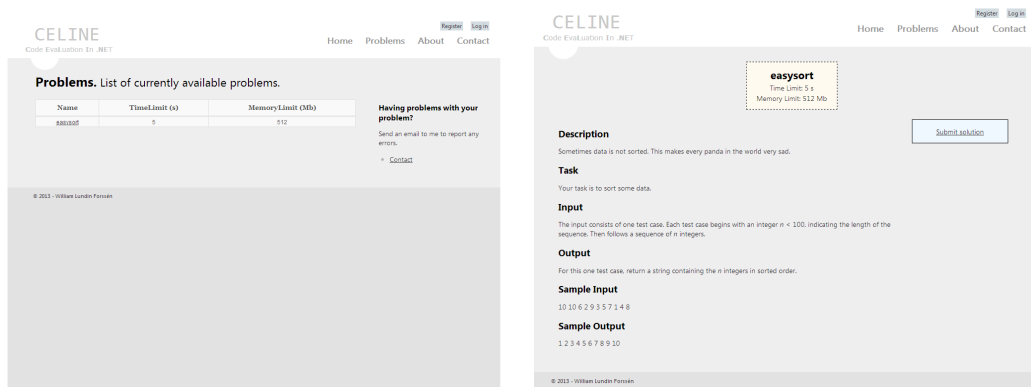 Register Log in
CELINE
Code EvaLuation In .NET
Home Problems About Contact
Problems. List of currently available problems.
Name TimeLimit (s) MemoryLimit (Mb)
easysort 5 512
Having problems with your
problem?
Send an email to me to report any
errors.
Contact
© 2013 - William Lundin Forssén
Register Log in
CELINE
Code EvaLuation In .NET
Home Problems About Contact
easysort
Time Limit: 5 s
Memory Limit: 512 Mb
Submit solution
Description
Sometimes data is not sorted. This makes every panda in the world very sad.
Task
Your task is to sort some data.
Input
The input consists of one test case. Each test case begins with an integer n < 100, indicating the length of the
sequence. Then follows a sequence of n integers.
Output
For this one test case, return a string containing the n integers in sorted order.
Sample Input
10 10 6 2 9 3 5 7 1 4 8
Sample Output
1 2 3 4 5 6 7 8 9 10
© 2013 - William Lundin Forssén